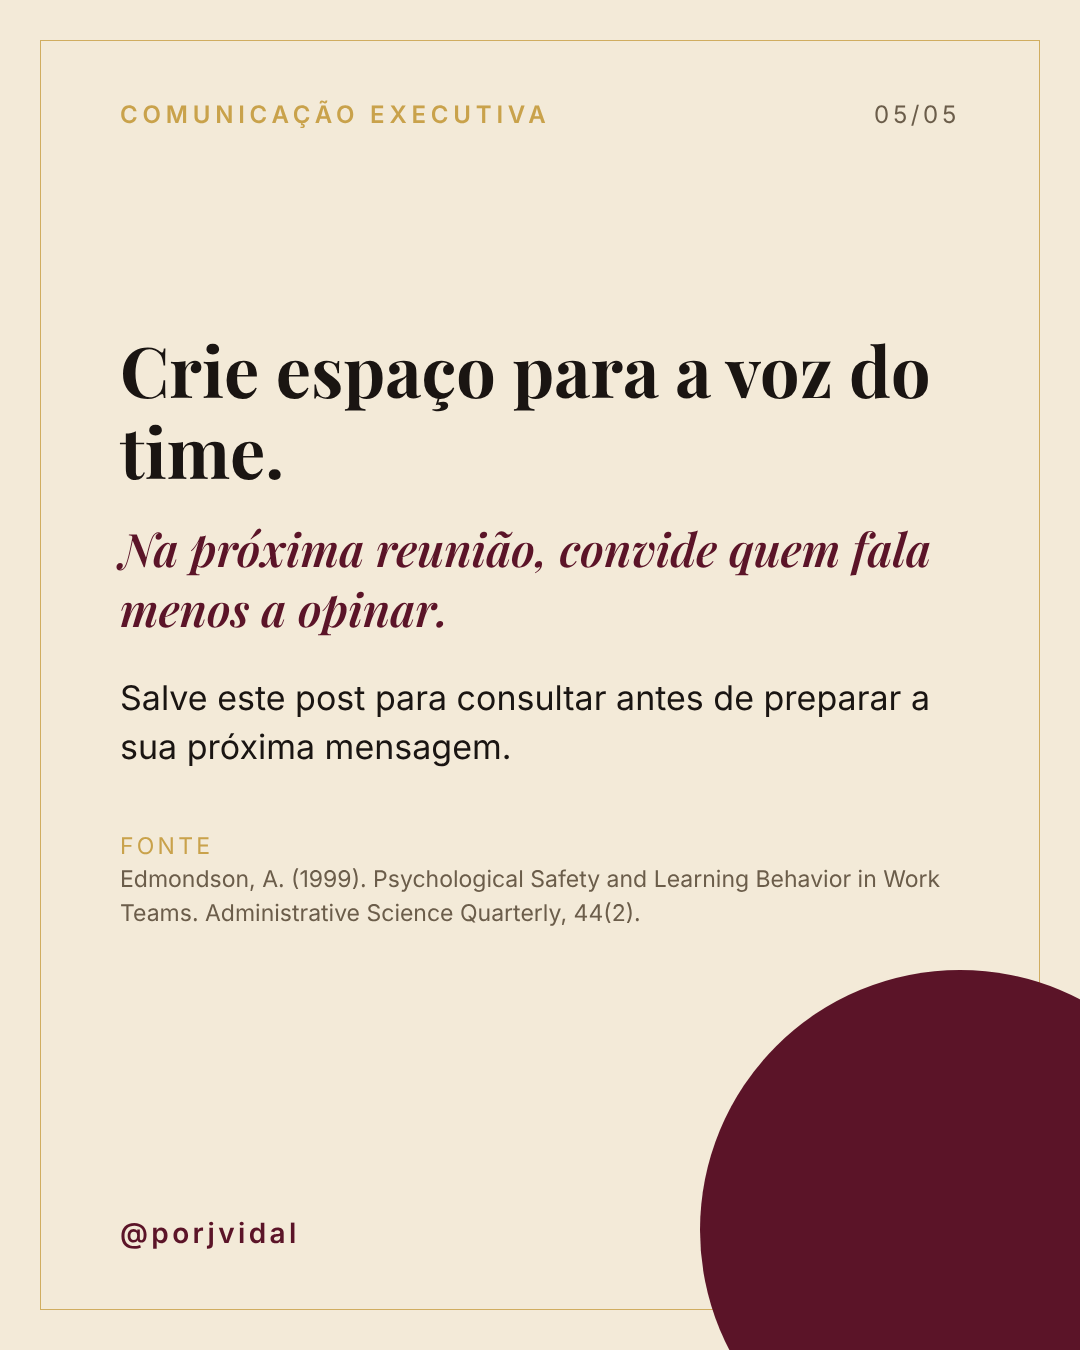 COMUNICAÇÃO EXECUTIVA
05/05
Crie espaço para a voz do
time.
Na próxima reunião, convide quem fala
menos a opinar.
Salve este post para consultar antes de preparar a
sua próxima mensagem.
FONTE
Edmondson, A. (1999). Psychological Safety and Learning Behavior in Work
Teams. Administrative Science Quarterly, 44(2).
@porjvidal